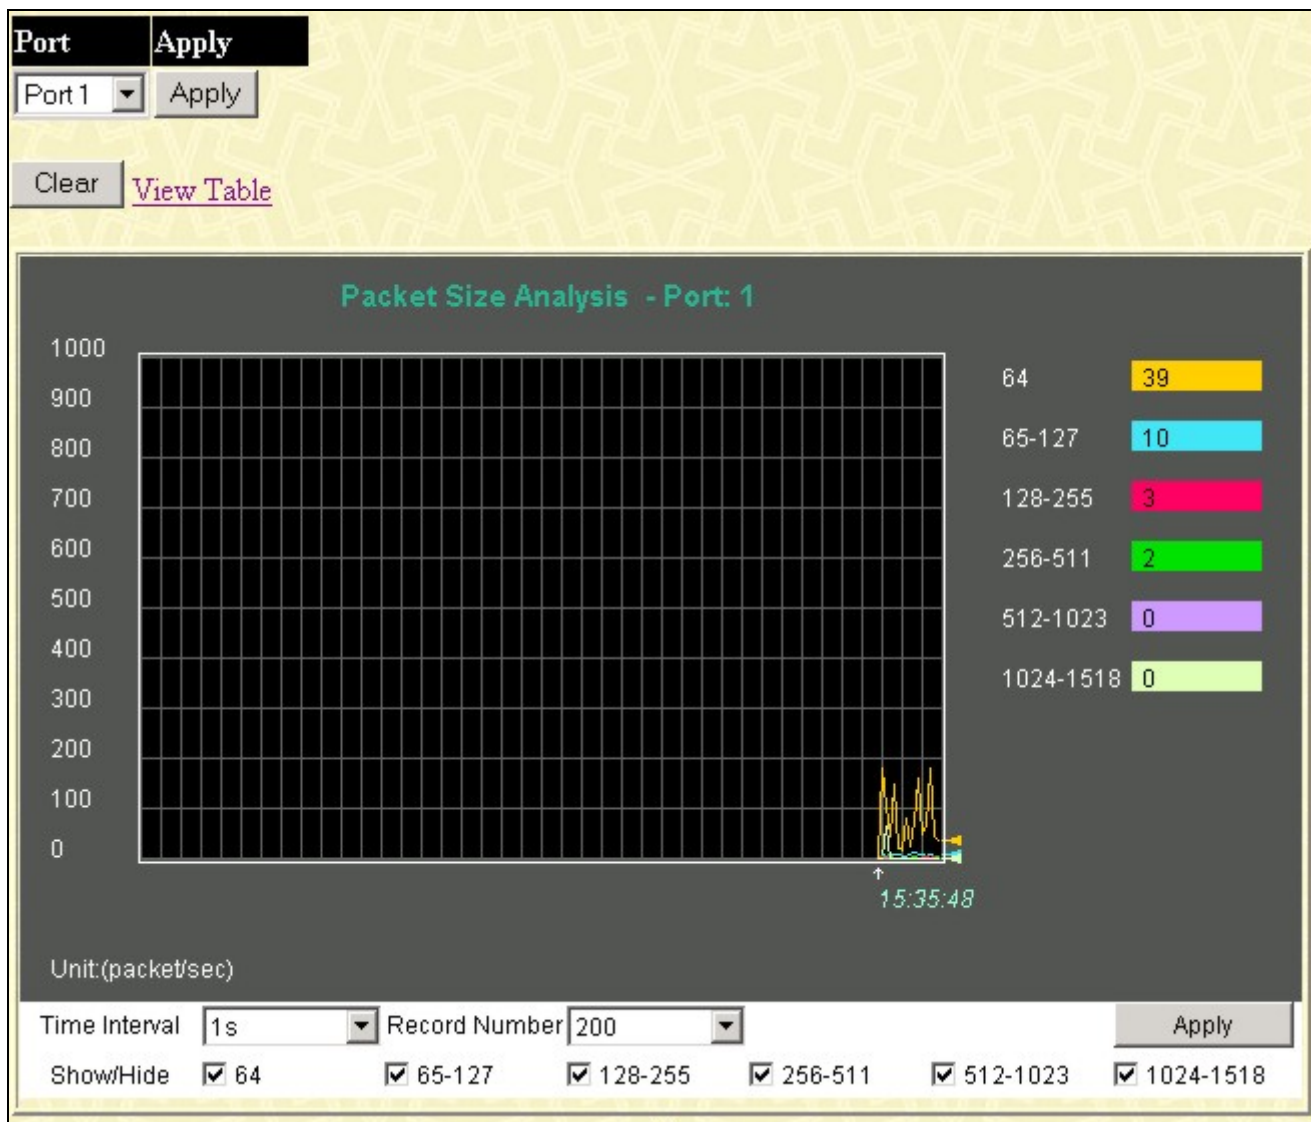 Port Apply
Port 1 Apply
Clear View Table
Packet Size Analysis - Port: 1
1000
900
800
700
600
500
400
300
200
100
0
64 39
65-127 10
128-255 3
256-511 2
512-1023 0
1024-1518 0
15:35:48
Unit:(packet/sec)
Time Interval 1s Record Number 200 Apply
Show/Hide 64 65-127 128-255 256-511 512-1023 1024-1518